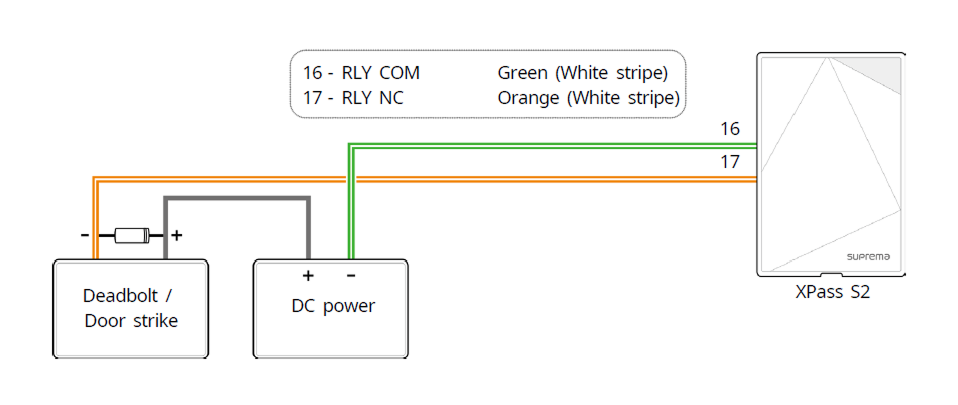 16 - RLY COM Green (White stripe)
17 - RLY NC Orange (White stripe)
16
17
- +
+ -
Deadbolt /
Door strike
DC power
suprema
XPass S2